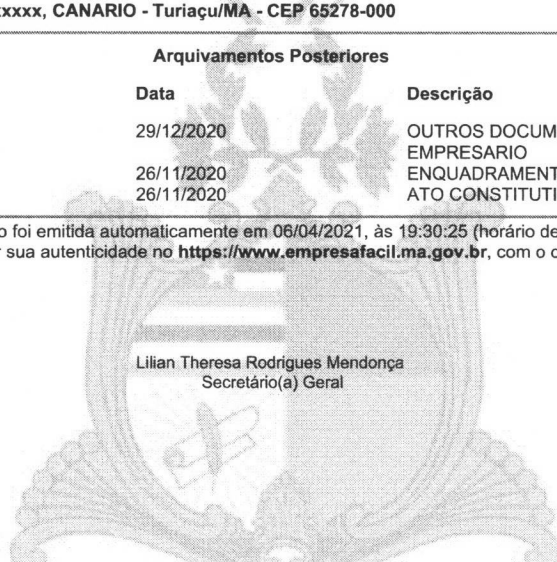 xxxxx, CANARIO - Turiaçu/MA - CEP 65278-000
Arquivamentos Posteriores
Data Descrição
29/12/2020 OUTROS DOCUM
EMPRESARIO
26/11/2020 ENQUADRAMENT
26/11/2020 ATO CONSTITUTI
o foi emitida automaticamente em 06/04/2021, às 19:30:25 (horário de
r sua autenticidade no https://www.empresafacil.ma.gov.br, com o c
Lilian Theresa Rodrigues Mendonça
Secretário(a) Geral